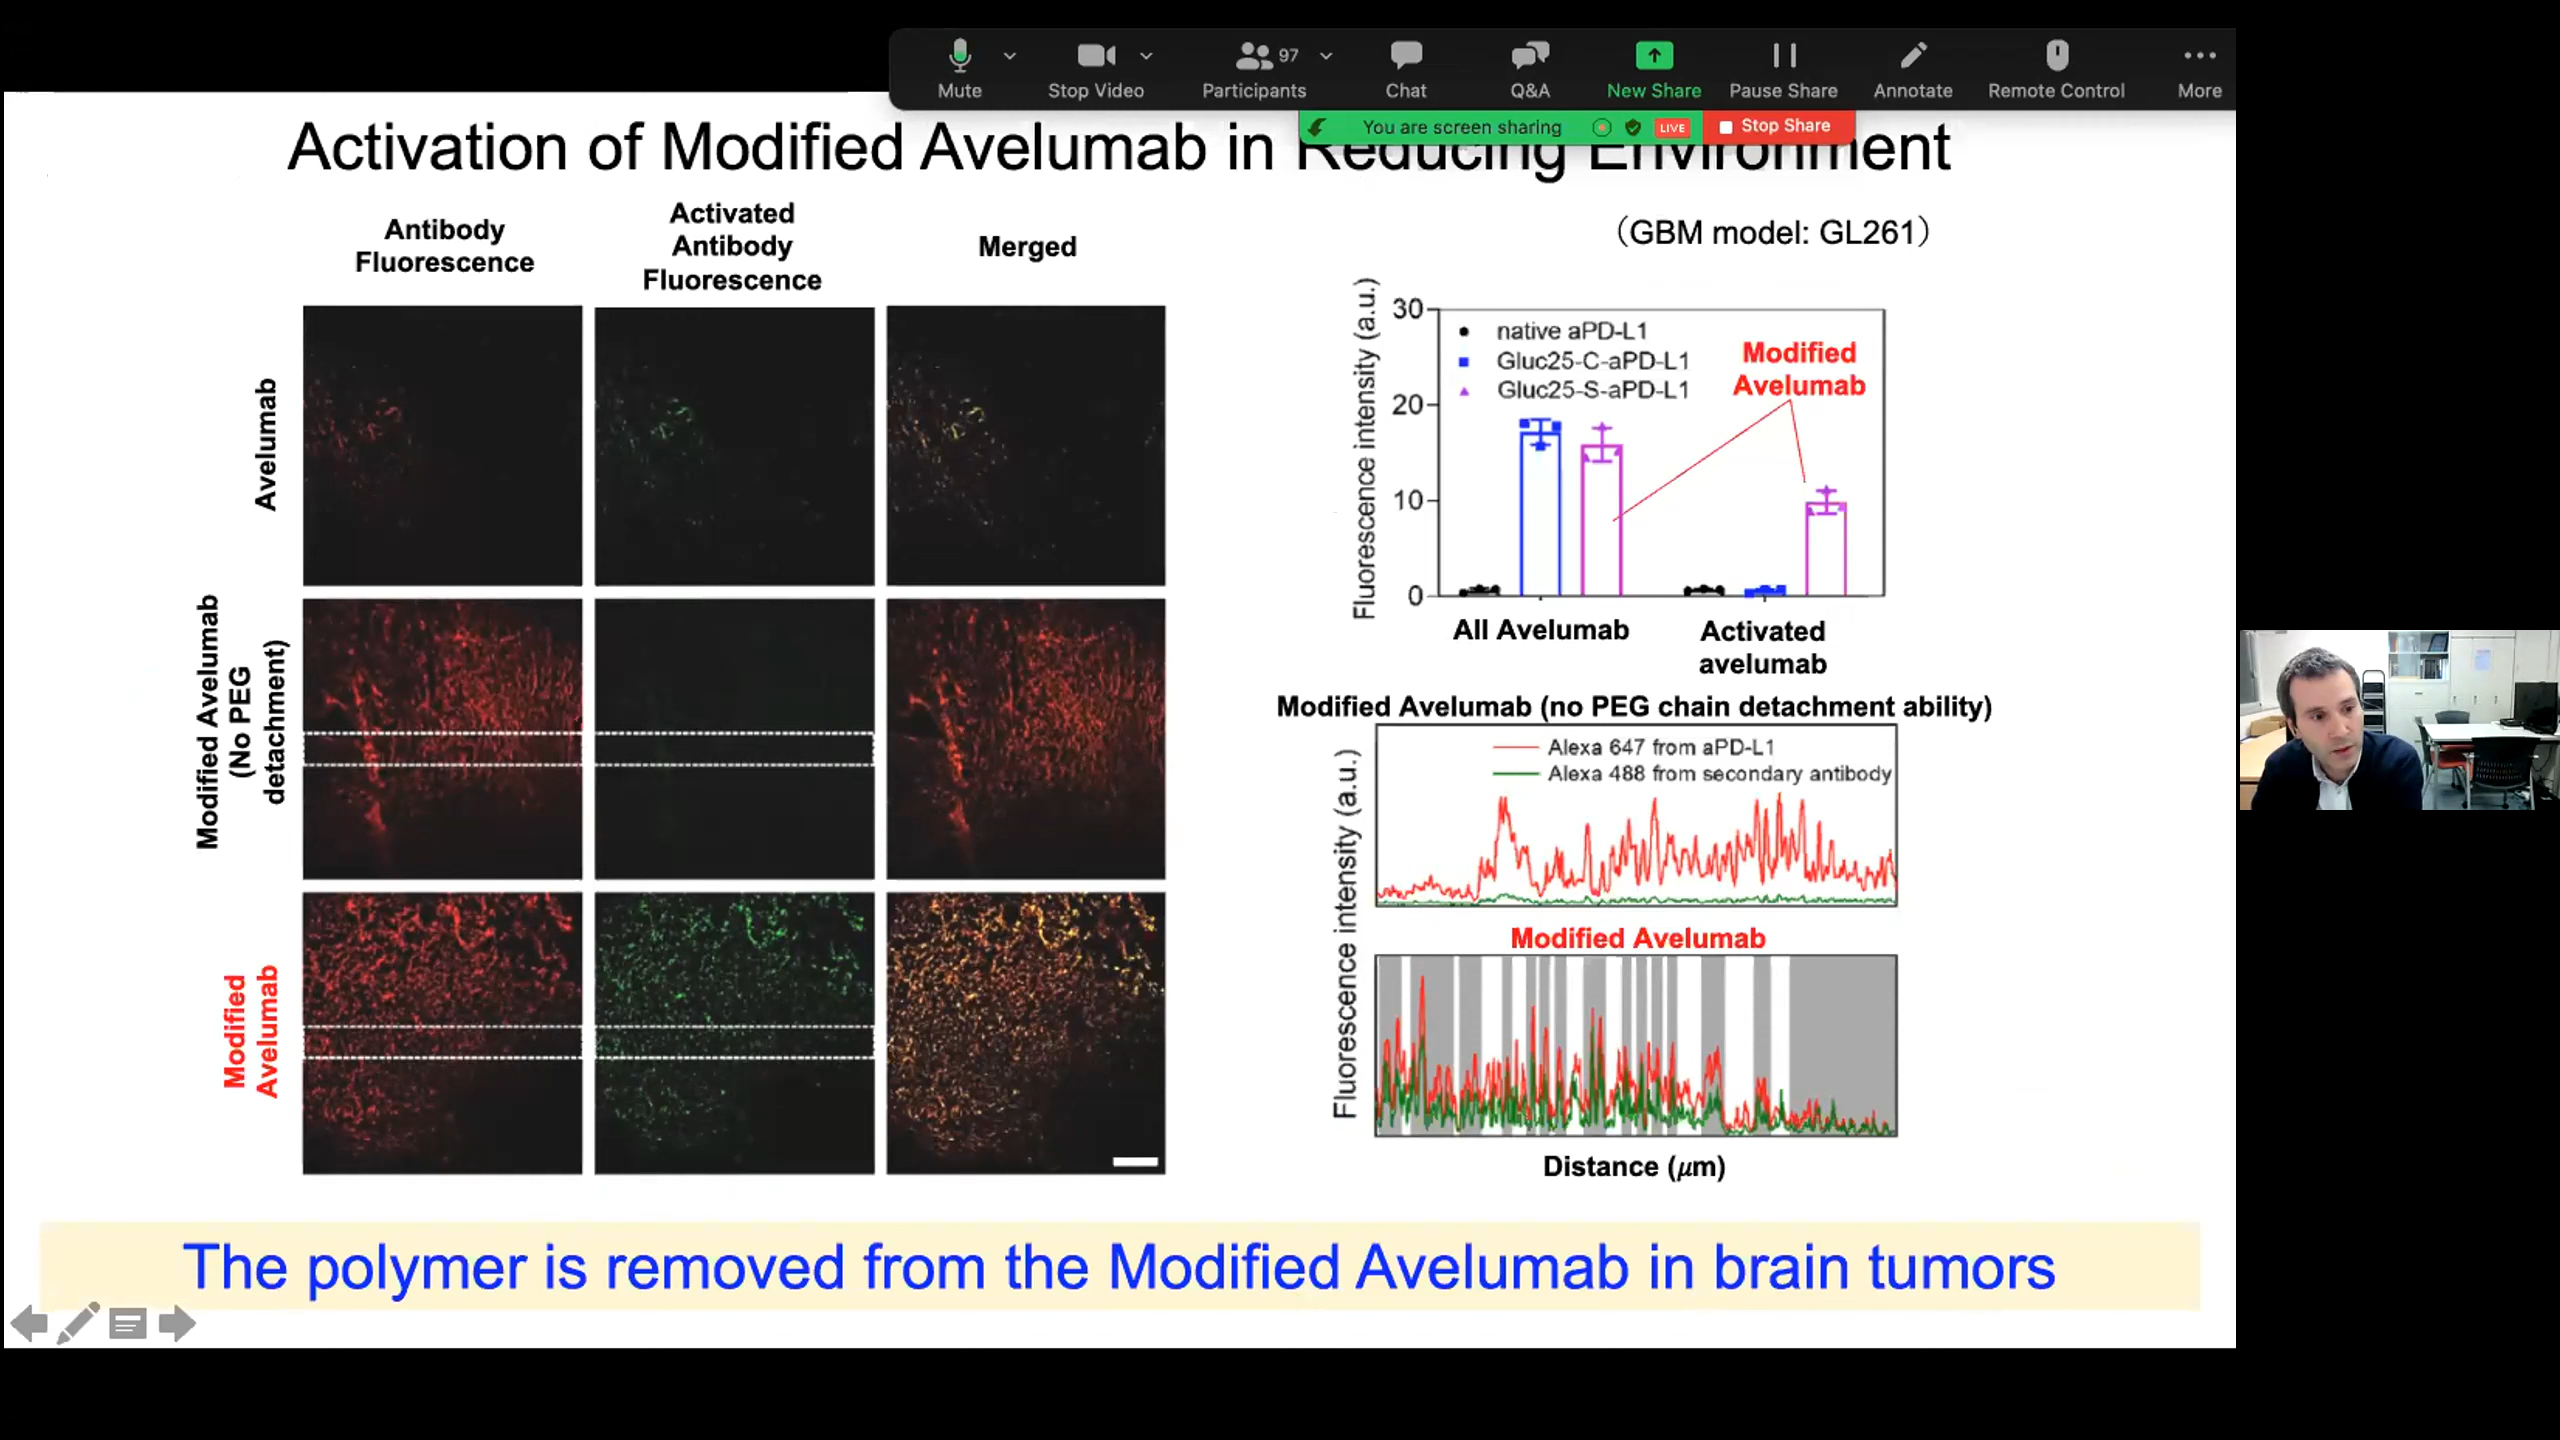 Mute
Stop Video
97
Participants
Chat
Q&A
New Share
Pause Share
Annotate
Remote Control
More
You are screen sharing
LIVE
Stop Share
Activation of Modified Avelumab in Reducing Environment
Antibody
Fluorescence
Activated
Antibody
Fluorescence
Merged
Avelumab
Modified Avelumab
(No PEG
detachment)
Modified
Avelumab
(GBM model: GL261)
Fluorescence intensity (a.u.)
30
20
10
0
native aPD-L1
Gluc25-C-aPD-L1
Gluc25-S-aPD-L1
Modified
Avelumab
All Avelumab
Activated
avelumab
Modified Avelumab (no PEG chain detachment ability)
Alexa 647 from aPD-L1
Alexa 488 from secondary antibody
Fluorescence intensity (a.u.)
Modified Avelumab
Distance (μm)
The polymer is removed from the Modified Avelumab in brain tumors